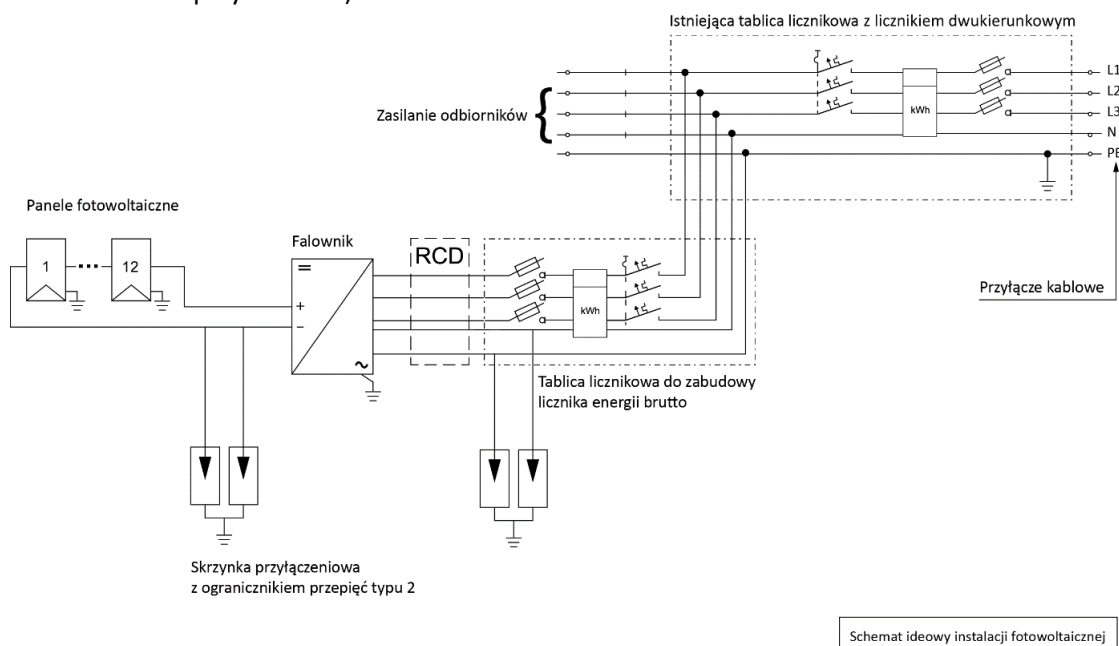 Istniejąca tablica licznikowa z licznikiem dwukierunkowym
L1
L2
L3
N
PE
kWh
Zasilanie odbiorników
Przyłącze kablowe
Panele fotowoltaiczne
1
12
Falownik
=
+
−
~
RCD
kWh
Tablica licznikowa do zabudowy
licznika energii brutto
Skrzynka przyłączeniowa
z ogranicznikiem przepięć typu 2
Schemat ideowy instalacji fotowoltaicznej